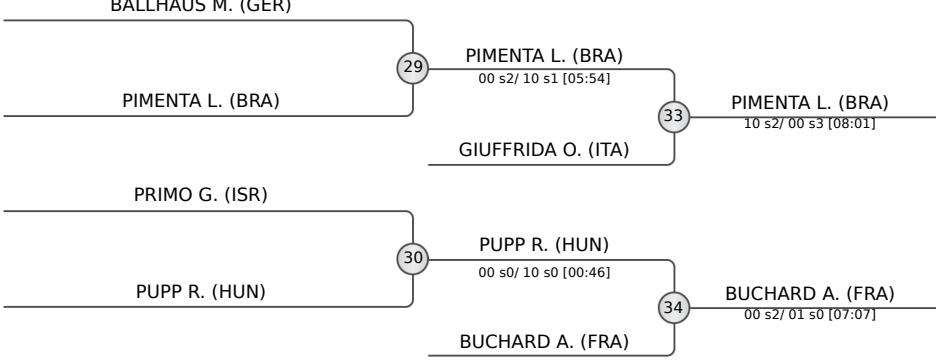 BALLHAUS M. (GER)
29
PIMENTA L. (BRA)
00 s2/ 10 s1 [05:54]
PIMENTA L. (BRA)
33
PIMENTA L. (BRA)
10 s2/ 00 s3 [08:01]
GIUFFRIDA O. (ITA)
PRIMO G. (ISR)
30
PUPP R. (HUN)
00 s0/ 10 s0 [00:46]
PUPP R. (HUN)
34
BUCHARD A. (FRA)
00 s2/ 01 s0 [07:07]
BUCHARD A. (FRA)